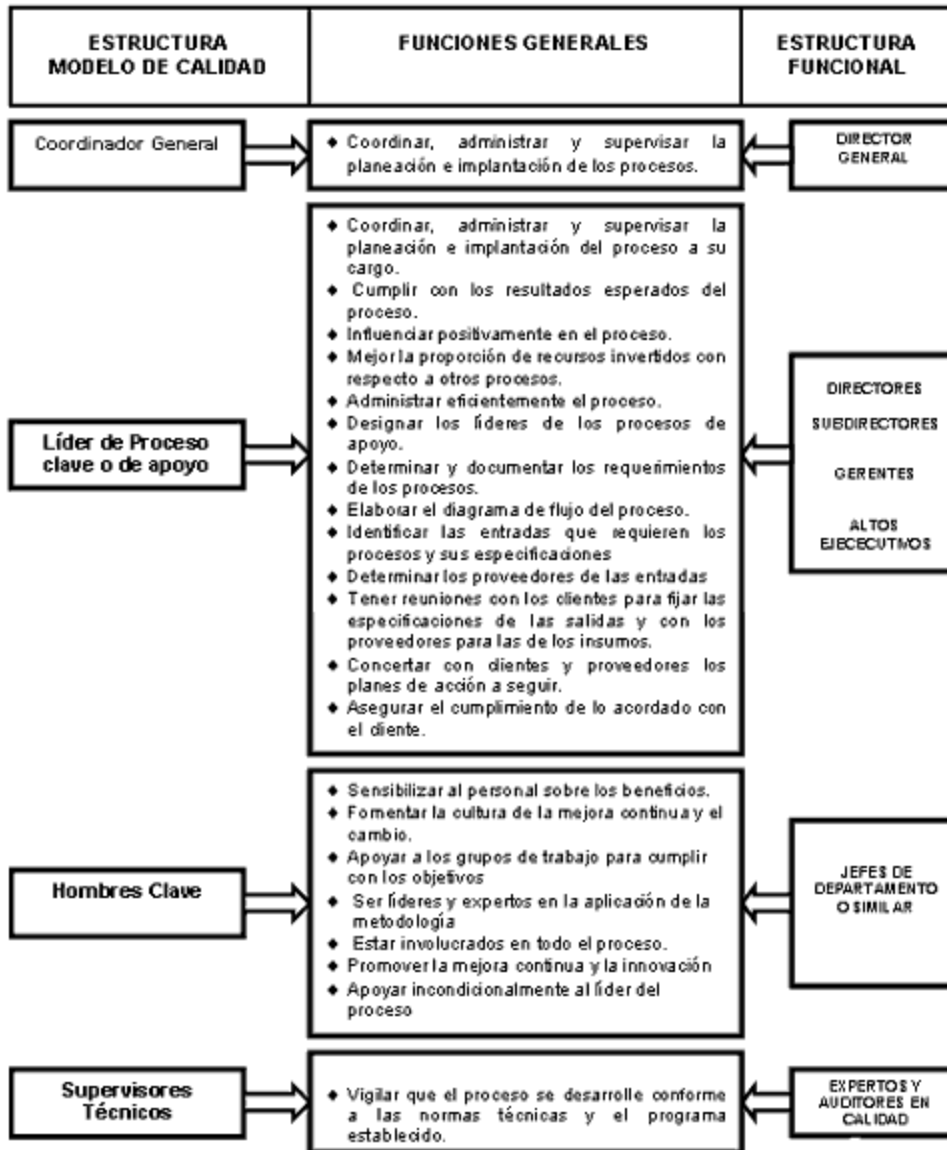 ESTRUCTURA
MODELO DE CALIDAD
FUNCIONES GENERALES
ESTRUCTURA
FUNCIONAL
Coordinador General
◆ Coordinar, administrar y supervisar la
planeación e implantación de los procesos.
DIRECTOR
GENERAL
Líder de Proceso
clave o de apoyo
◆ Coordinar, administrar y supervisar la
planeación e implantación del proceso a su
cargo.
◆ Cumplir con los resultados esperados del
proceso.
◆ Influenciar positivamente en el proceso.
◆ Mejor la proporción de recursos invertidos con
respecto a otros procesos.
◆ Administrar eficientemente el proceso.
◆ Designar los líderes de los procesos de
apoyo.
◆ Determinar y documentar los requerimientos
de los procesos.
◆ Elaborar el diagrama de flujo del proceso.
◆ Identificar las entradas que requieren los
procesos y sus especificaciones
◆ Determinar los proveedores de las entradas
◆ Tener reuniones con los clientes para fijar las
especificaciones de las salidas y con los
proveedores para las de los insumos.
◆ Concertar con clientes y proveedores los
planes de acción a seguir.
◆ Asegurar el cumplimiento de lo acordado con
el cliente.
DIRECTORES
SUBDIRECTORES
GERENTES
ALTOS
EJECECUTIVOS
Hombres Clave
◆ Sensibilizar al personal sobre los beneficios.
◆ Fomentar la cultura de la mejora continua y el
cambio.
◆ Apoyar a los grupos de trabajo para cumplir
con los objetivos
◆ Ser líderes y expertos en la aplicación de la
metodología
◆ Estar involucrados en todo el proceso.
◆ Promover la mejora continua y la innovación
◆ Apoyar incondicionalmente al líder del
proceso
JEFES DE
DEPARTAMENTO
O SIMILAR
Supervisores
Técnicos
◆ Vigilar que el proceso se desarrolle conforme
a las normas técnicas y el programa
establecido.
EXPERTOS Y
AUDITORES EN
CALIDAD